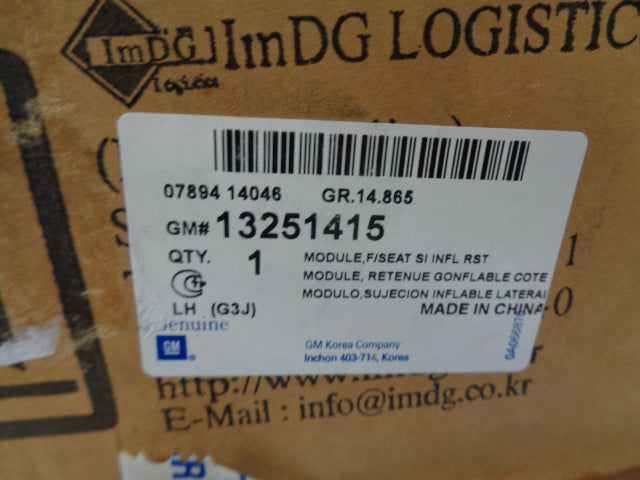 ImDG
Logistics
ImDG LOGISTIC
07894 14046 GR.14.865
GM# 13251415
QTY. 1
MODULE,F/SEAT SI INFL RST
MODULE, RETENUE GONFLABLE COTE
MODULO,SUJECION INFLABLE LATERAL
LH (G3J)
MADE IN CHINA
Genuine
GM
GM Korea Company
Inchon 403-714, Korea
http://www.imdg
E-Mail : info@imdg.co.kr